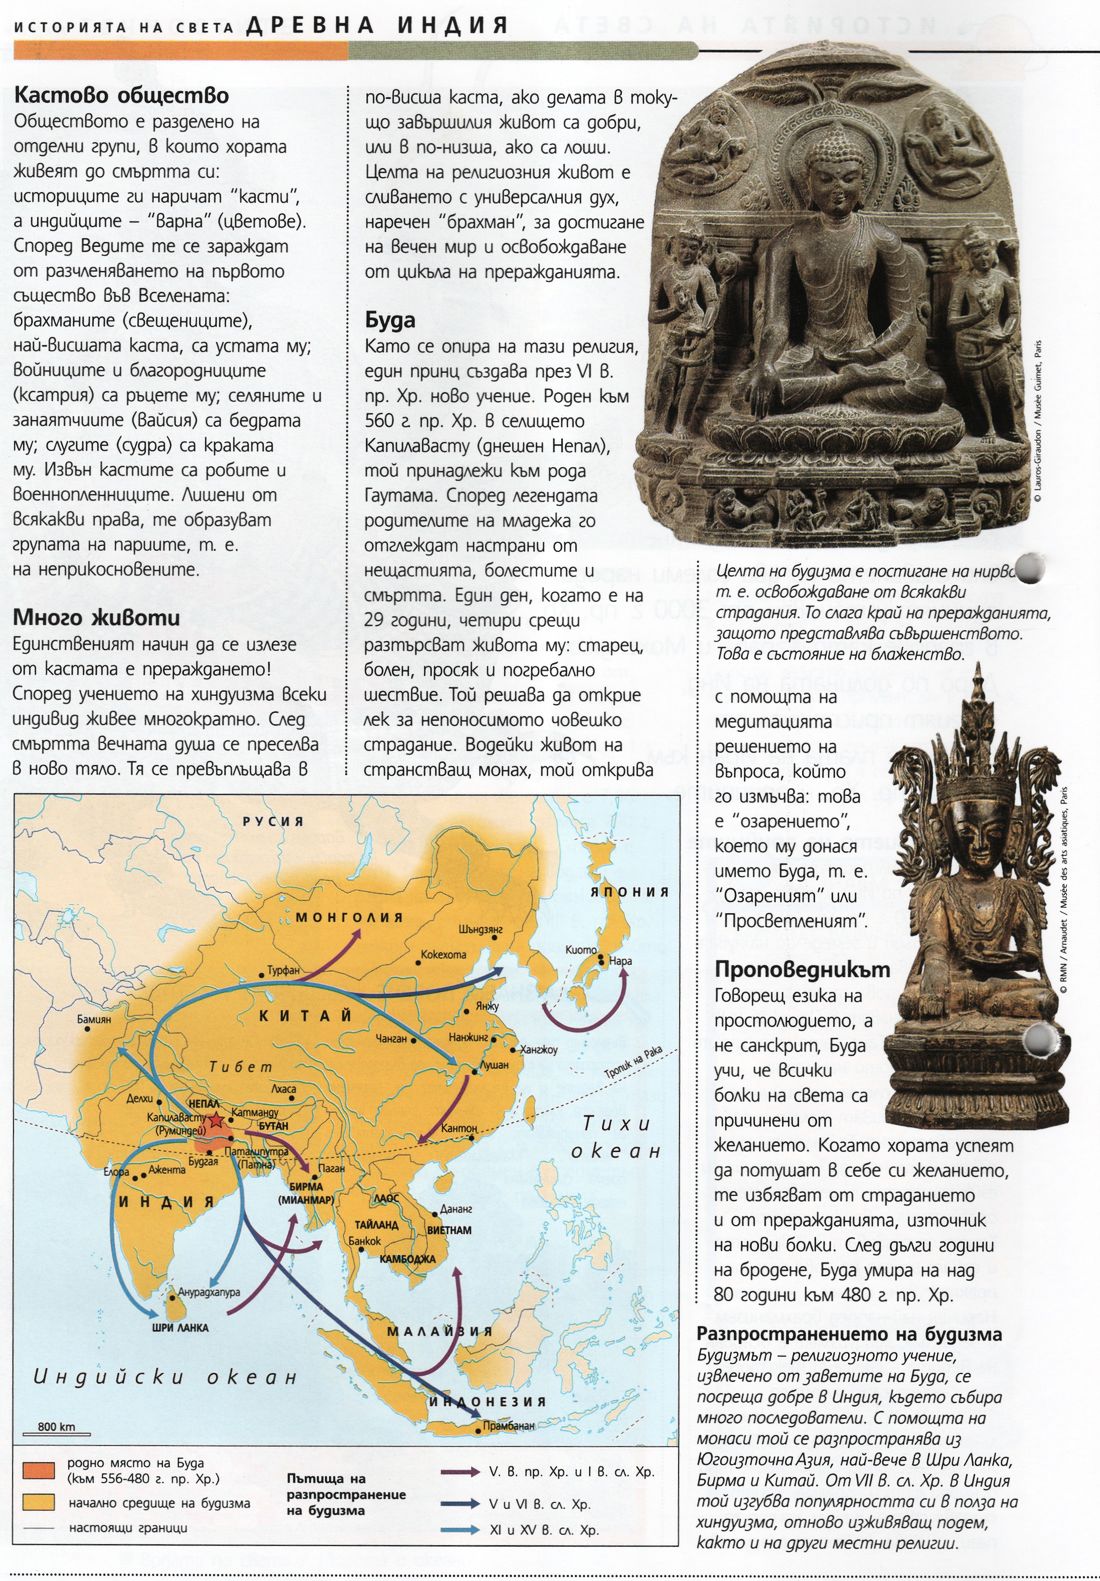 ИСТОРИЯТА НА СВЕТА ДРЕВНА ИНДИЯ
Кастово общество
Обществото е разделено на
отделни групи, в които хората
живеят до смъртта си:
историците ги наричат “касти”,
а индийците – “варна” (цветове).
Според Ведите те се зараждат
от разчленяването на първото
същество във Вселената:
брахманите (свещениците),
най-висшата каста, са устата му;
войниците и благородниците
(ксатрия) са ръцете му; селяните и
занаятчиите (вайсия) са бедрата
му; слугите (судра) са краката
му. Извън кастите са робите и
военнопленниците. Лишени от
всякакви права, те образуват
групата на париите, т. е.
на неприкосновените.
Много животи
Единственият начин да се излезе
от кастата е прераждането!
Според учението на хиндуизма всеки
индивид живее многократно. След
смъртта вечната душа се преселва
в ново тяло. Тя се превъплъщава в
по-висша каста, ако делата в току-
що завършилия живот са добри,
или в по-низша, ако са лоши.
Целта на религиозния живот е
сливането с универсалния дух,
наречен “брахман”, за достигане
на вечен мир и освобождаване
от цикъла на преражданията.
Буда
Като се опира на тази религия,
един принц създава през VI в.
пр. Хр. ново учение. Роден към
560 г. пр. Хр. в селището
Капилавасту (днешен Непал),
той принадлежи към рода
Гаутама. Според легендата
родителите на младежа го
отглеждат настрани от
нещастията, болестите и
смъртта. Един ден, когато е на
29 години, четири срещи
разтърсват живота му: старец,
болен, просяк и погребално
шествие. Той решава да открие
лек за непоносимото човешко
страдание. Водейки живот на
странстващ монах, той открива
© Lauros-Giraudon / Musée Guimet, Paris
Целта на будизма е постигане на нирва
т. е. освобождаване от всякакви
страдания. То слага край на преражданията,
защото представлява съвършенството.
Това е състояние на блаженство.
с помощта на
медитацията
решението на
въпроса, който
го измъчва: това
е “озарението”,
което му донася
името Буда, т. е.
“Озареният” или
“Просветленият”.
© RMN / Arnaudet / Musée des arts asiatiques, Paris
Проповедникът
Говорещ езика на
простолюдието, а
не санскрит, Буда
учи, че всички
болки на света са
причинени от
желанието. Когато хората успеят
да потушат в себе си желанието,
те избягват от страданието
и от преражданията, източник
на нови болки. След дълги години
на бродене, Буда умира на над
80 години към 480 г. пр. Хр.
Разпространението на будизма
Будизмът – религиозното учение,
извлечено от заветите на Буда, се
посреща добре в Индия, където събира
много последователи. С помощта на
монаси той се разпространява из
Югоизточна Азия, най-вече в Шри Ланка,
Бирма и Китай. От VII в. сл. Хр. в Индия
той изгубва популярността си в полза на
хиндуизма, отново изживяващ подем,
както и на други местни религии.
РУСИЯ
МОНГОЛИЯ
ЯПОНИЯ
Шъндзянг
Кокехота
Киото
Нара
Турфан
Янжу
КИТАЙ
Бамиян
Чанган
Нанжинг
Ханжоу
Лушан
Тропик на Рака
Тибет
Лхаса
Делхи
НЕПАЛ
Катманду
Капилавасту
(Руминдей)
БУТАН
Кантон
Тихи
океан
Паталипутра
(Патна)
Будгая
Елора
Ажента
Паган
БИРМА
(МИАНМАР)
ИНДИЯ
ЛАОС
Дананг
ТАЙЛАНД
ВИЕТНАМ
Банкок
КАМБОДЖА
Анурадхапура
ШРИ ЛАНКА
МАЛАЙЗИЯ
Индийски океан
ИНДОНЕЗИЯ
Прамбанан
800 km
родно място на Буда
(към 556-480 г. пр. Хр.)
начално средище на будизма
настоящи граници
Пътища на
разпространение
на будизма
V. в. пр. Хр. и I в. сл. Хр.
V и VI в. сл. Хр.
XI и XV в. сл. Хр.